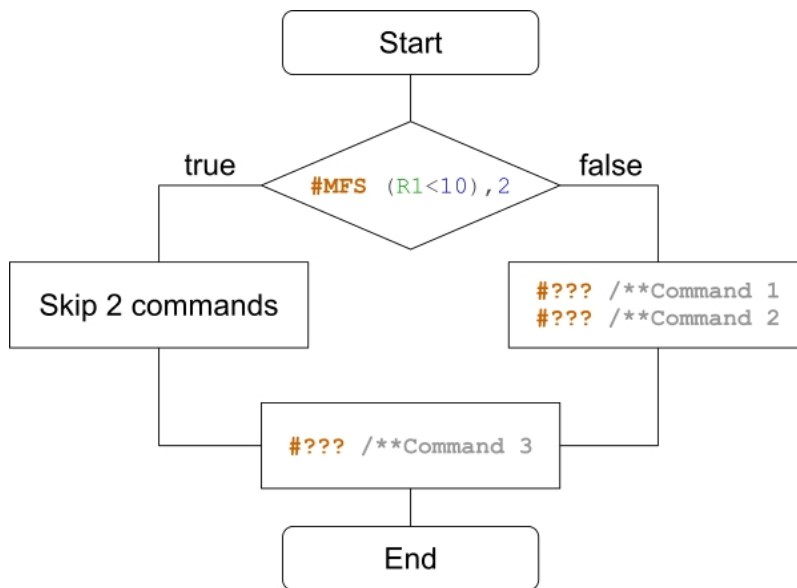 Start
true
#MFS (R1<10),2
false
Skip 2 commands
#??? /**Command 1
#??? /**Command 2
#??? /**Command 3
End